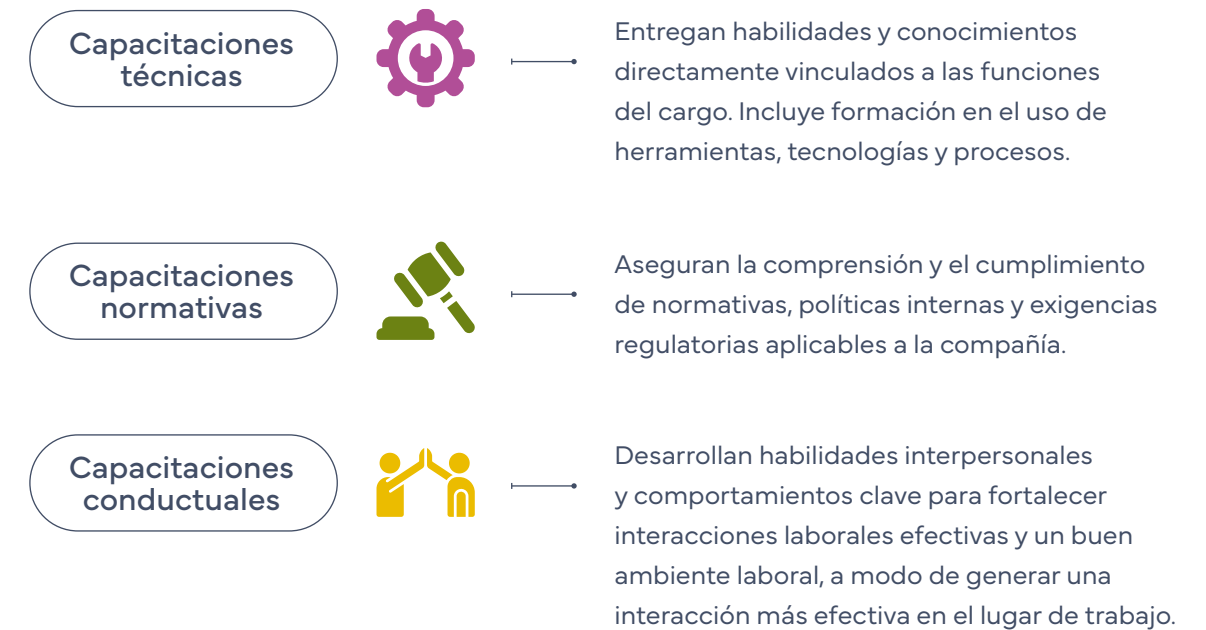 Capacitaciones
técnicas
Entregan habilidades y conocimientos
directamente vinculados a las funciones
del cargo. Incluye formación en el uso de
herramientas, tecnologías y procesos.
Capacitaciones
normativas
Aseguran la comprensión y el cumplimiento
de normativas, políticas internas y exigencias
regulatorias aplicables a la compañía.
Capacitaciones
conductuales
Desarrollan habilidades interpersonales
y comportamientos clave para fortalecer
interacciones laborales efectivas y un buen
ambiente laboral, a modo de generar una
interacción más efectiva en el lugar de trabajo.